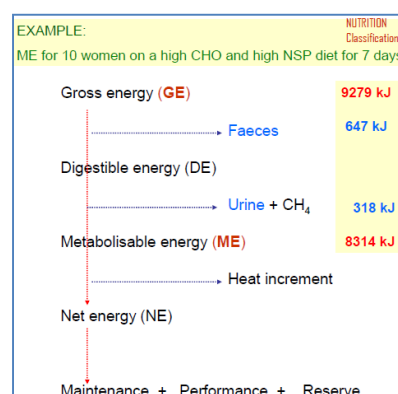 EXAMPLE:
NUTRITION
Classification
ME for 10 women on a high CHO and high NSP diet for 7 days
Gross energy (GE) 9279 kJ
Faeces 647 kJ
Digestible energy (DE)
Urine + CH₄ 318 kJ
Metabolisable energy (ME) 8314 kJ
Heat increment
Net energy (NE)
Maintenance + Performance + Reserve